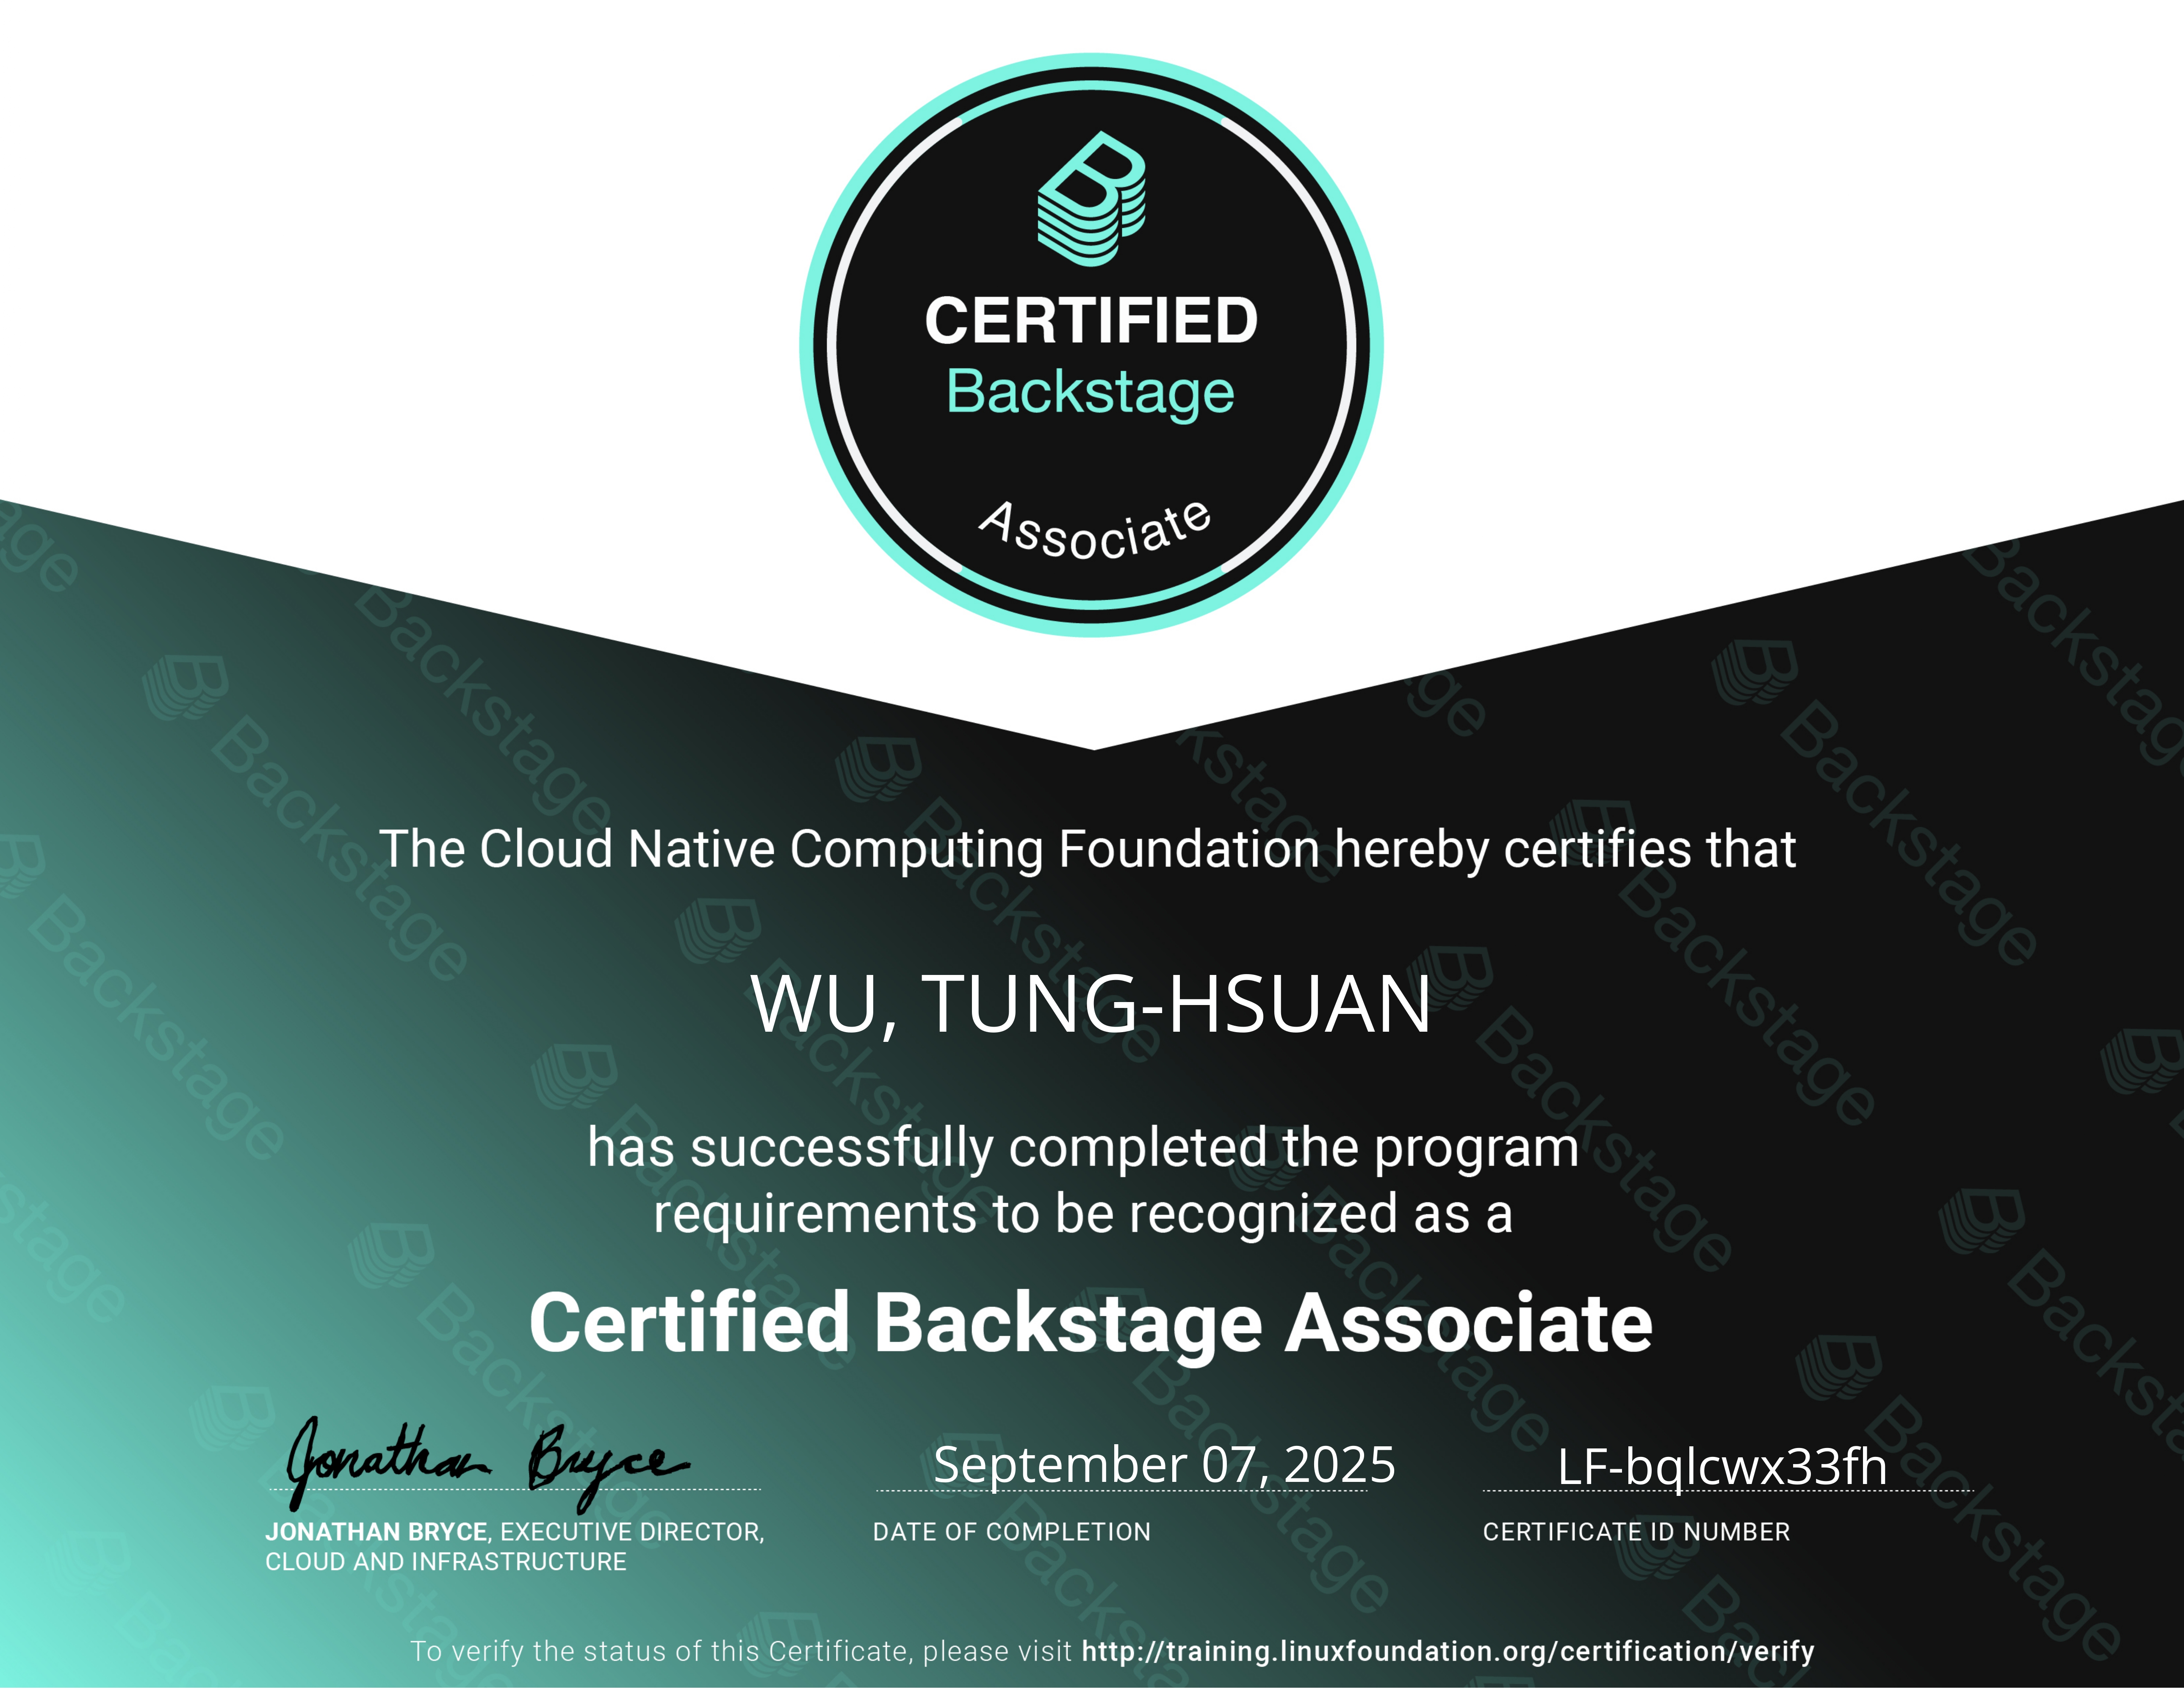 CERTIFIED
Backstage
Associate
The Cloud Native Computing Foundation hereby certifies that
WU, TUNG-HSUAN
has successfully completed the program
requirements to be recognized as a
Certified Backstage Associate
Jonathan Bryce
September 07, 2025
LF-bqlcwx33fh
JONATHAN BRYCE, EXECUTIVE DIRECTOR,
CLOUD AND INFRASTRUCTURE
DATE OF COMPLETION
CERTIFICATE ID NUMBER
To verify the status of this Certificate, please visit http://training.linuxfoundation.org/certification/verify